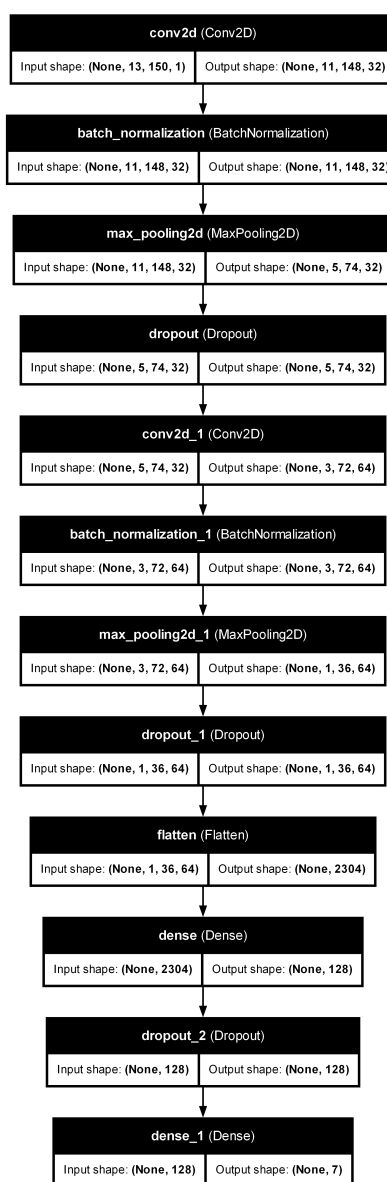 conv2d (Conv2D)
Input shape: (None, 13, 150, 1) Output shape: (None, 11, 148, 32)
batch_normalization (BatchNormalization)
Input shape: (None, 11, 148, 32) Output shape: (None, 11, 148, 32)
max_pooling2d (MaxPooling2D)
Input shape: (None, 11, 148, 32) Output shape: (None, 5, 74, 32)
dropout (Dropout)
Input shape: (None, 5, 74, 32) Output shape: (None, 5, 74, 32)
conv2d_1 (Conv2D)
Input shape: (None, 5, 74, 32) Output shape: (None, 3, 72, 64)
batch_normalization_1 (BatchNormalization)
Input shape: (None, 3, 72, 64) Output shape: (None, 3, 72, 64)
max_pooling2d_1 (MaxPooling2D)
Input shape: (None, 3, 72, 64) Output shape: (None, 1, 36, 64)
dropout_1 (Dropout)
Input shape: (None, 1, 36, 64) Output shape: (None, 1, 36, 64)
flatten (Flatten)
Input shape: (None, 1, 36, 64) Output shape: (None, 2304)
dense (Dense)
Input shape: (None, 2304) Output shape: (None, 128)
dropout_2 (Dropout)
Input shape: (None, 128) Output shape: (None, 128)
dense_1 (Dense)
Input shape: (None, 128) Output shape: (None, 7)